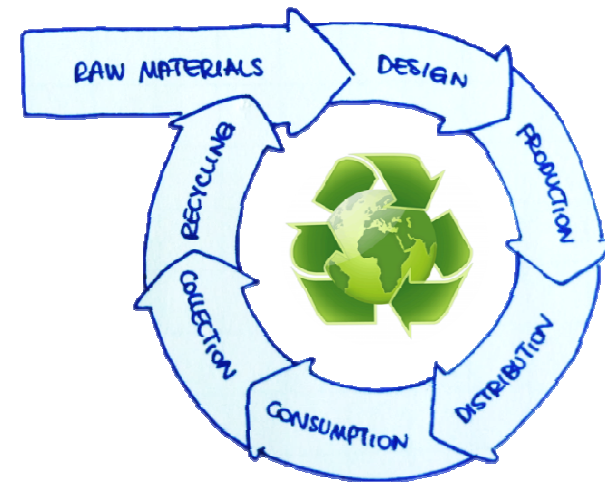 RAW MATERIALS
DESIGN
PRODUCTION
DISTRIBUTION
CONSUMPTION
COLLECTION
RECYCLING